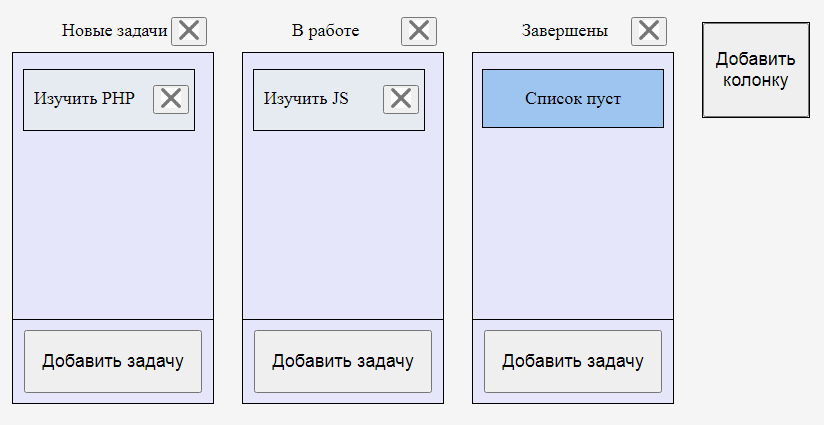 Новые задачи
В работе
Завершены
Добавить
колонку
Изучить PHP
Изучить JS
Список пуст
Добавить задачу
Добавить задачу
Добавить задачу